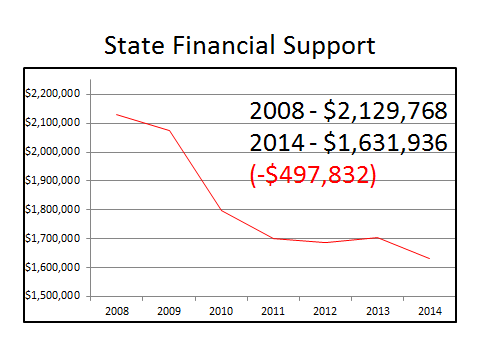 State Financial Support
$2,200,000
$2,100,000
$2,000,000
$1,900,000
$1,800,000
$1,700,000
$1,600,000
$1,500,000
2008 - $2,129,768
2014 - $1,631,936
(-$497,832)
2008 2009 2010 2011 2012 2013 2014